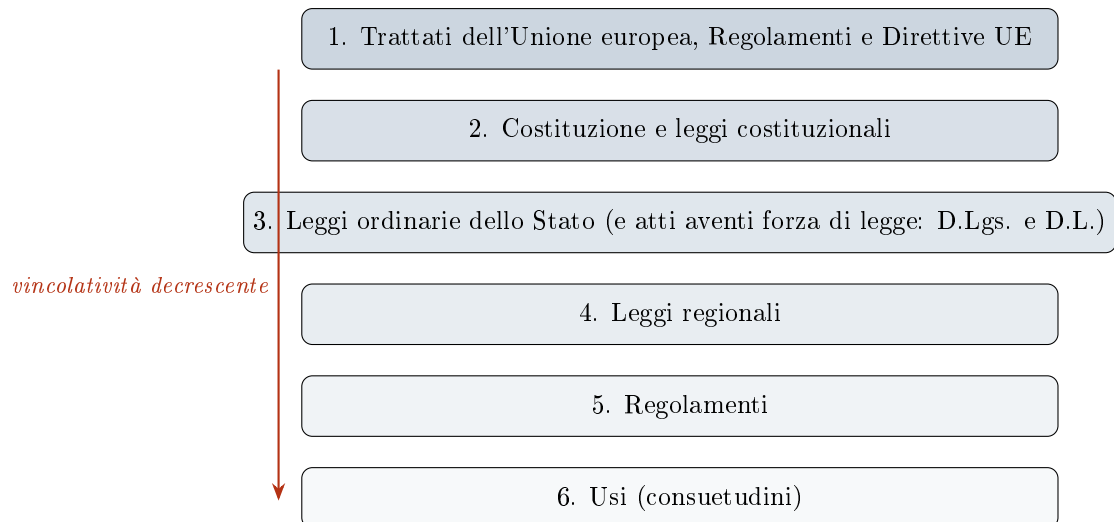 1. Trattati dell'Unione europea, Regolamenti e Direttive UE
2. Costituzione e leggi costituzionali
3. Leggi ordinarie dello Stato (e atti aventi forza di legge: D.Lgs. e D.L.)
vincolatività decrescente
4. Leggi regionali
5. Regolamenti
6. Usi (consuetudini)